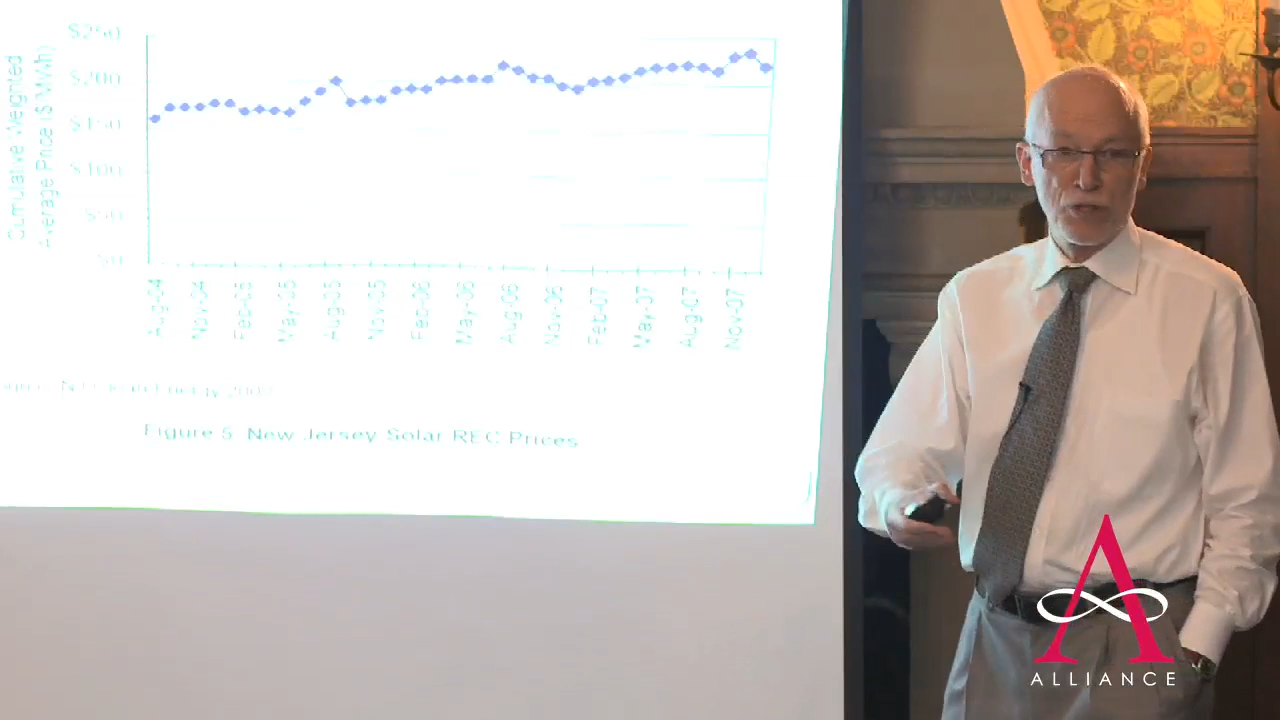 $250
$200
$150
$100
$50
$0
Cumulative Weighted
Average Price ($/MWh)
Aug-04 Nov-04 Feb-05 May-05 Aug-05 Nov-05 Feb-06 May-06 Aug-06 Nov-06 Feb-07 May-07 Aug-07 Nov-07
Energy
Figure 5 New Jersey Solar REC Prices
A
ALLIANCE